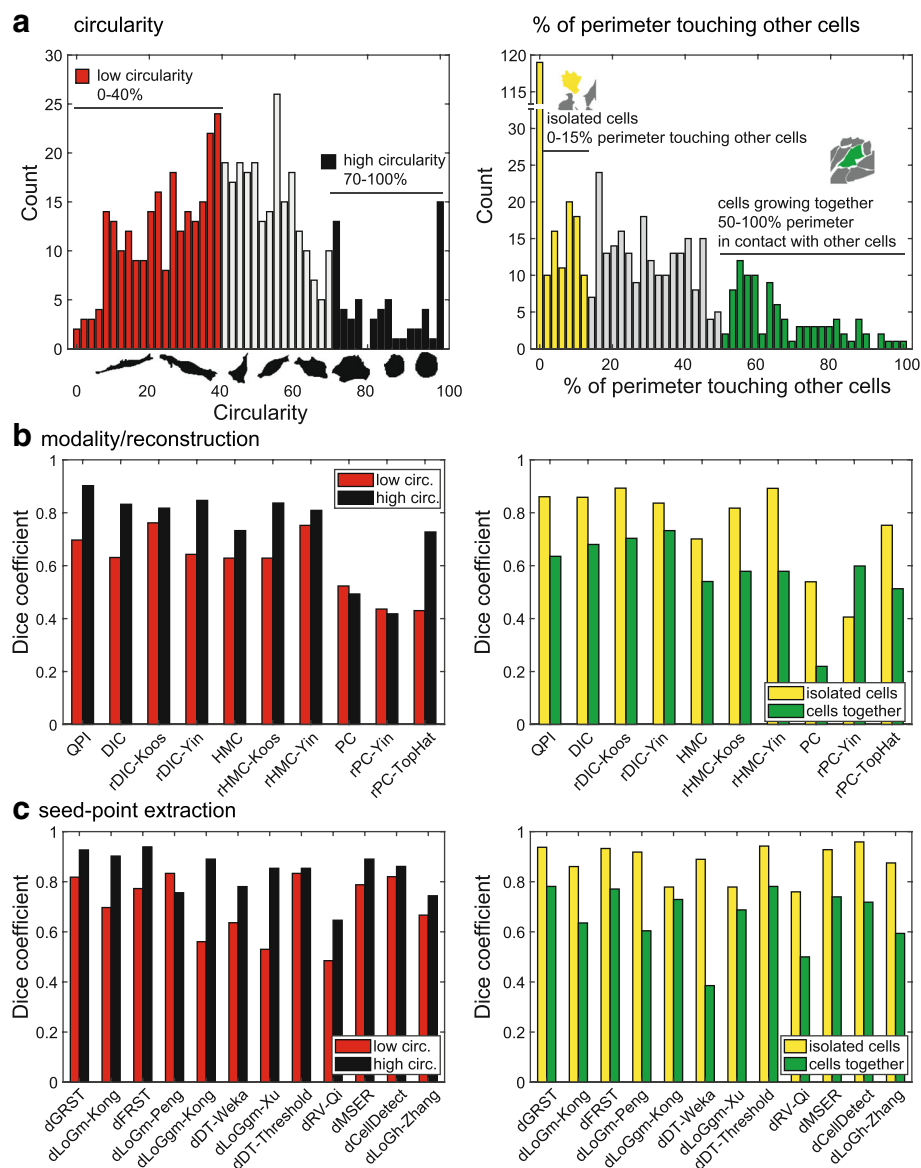 a
circularity
30
25
20
15
10
5
0
Count
low circularity
0-40%
high circularity
70-100%
0
20
40
60
80
100
Circularity
% of perimeter touching other cells
120
115
30
25
20
15
10
5
0
Count
isolated cells
0-15% perimeter touching other cells
cells growing together
50-100% perimeter
in contact with other cells
0
20
40
60
80
100
% of perimeter touching other cells
b
modality/reconstruction
1
0.8
0.6
0.4
0.2
0
Dice coefficient
low circ.
high circ.
QPI
DIC
rDIC-Koos
rDIC-Yin
HMC
rHMC-Koos
rHMC-Yin
PC
rPC-Yin
rPC-TopHat
1
0.8
0.6
0.4
0.2
0
Dice coefficient
isolated cells
cells together
QPI
DIC
rDIC-Koos
rDIC-Yin
HMC
rHMC-Koos
rHMC-Yin
PC
rPC-Yin
rPC-TopHat
c
seed-point extraction
1
0.8
0.6
0.4
0.2
0
Dice coefficient
low circ.
high circ.
dGRST
dLoGm-Kong
dFRST
dLoGm-Peng
dLoGgm-Kong
dDT-Weka
dLoGgm-Xu
dDT-Threshold
dRV-Qi
dMSER
dCellDetect
dLoGh-Zhang
1
0.8
0.6
0.4
0.2
0
Dice coefficient
isolated cells
cells together
dGRST
dLoGm-Kong
dFRST
dLoGm-Peng
dLoGgm-Kong
dDT-Weka
dLoGgm-Xu
dDT-Threshold
dRV-Qi
dMSER
dCellDetect
dLoGh-Zhang